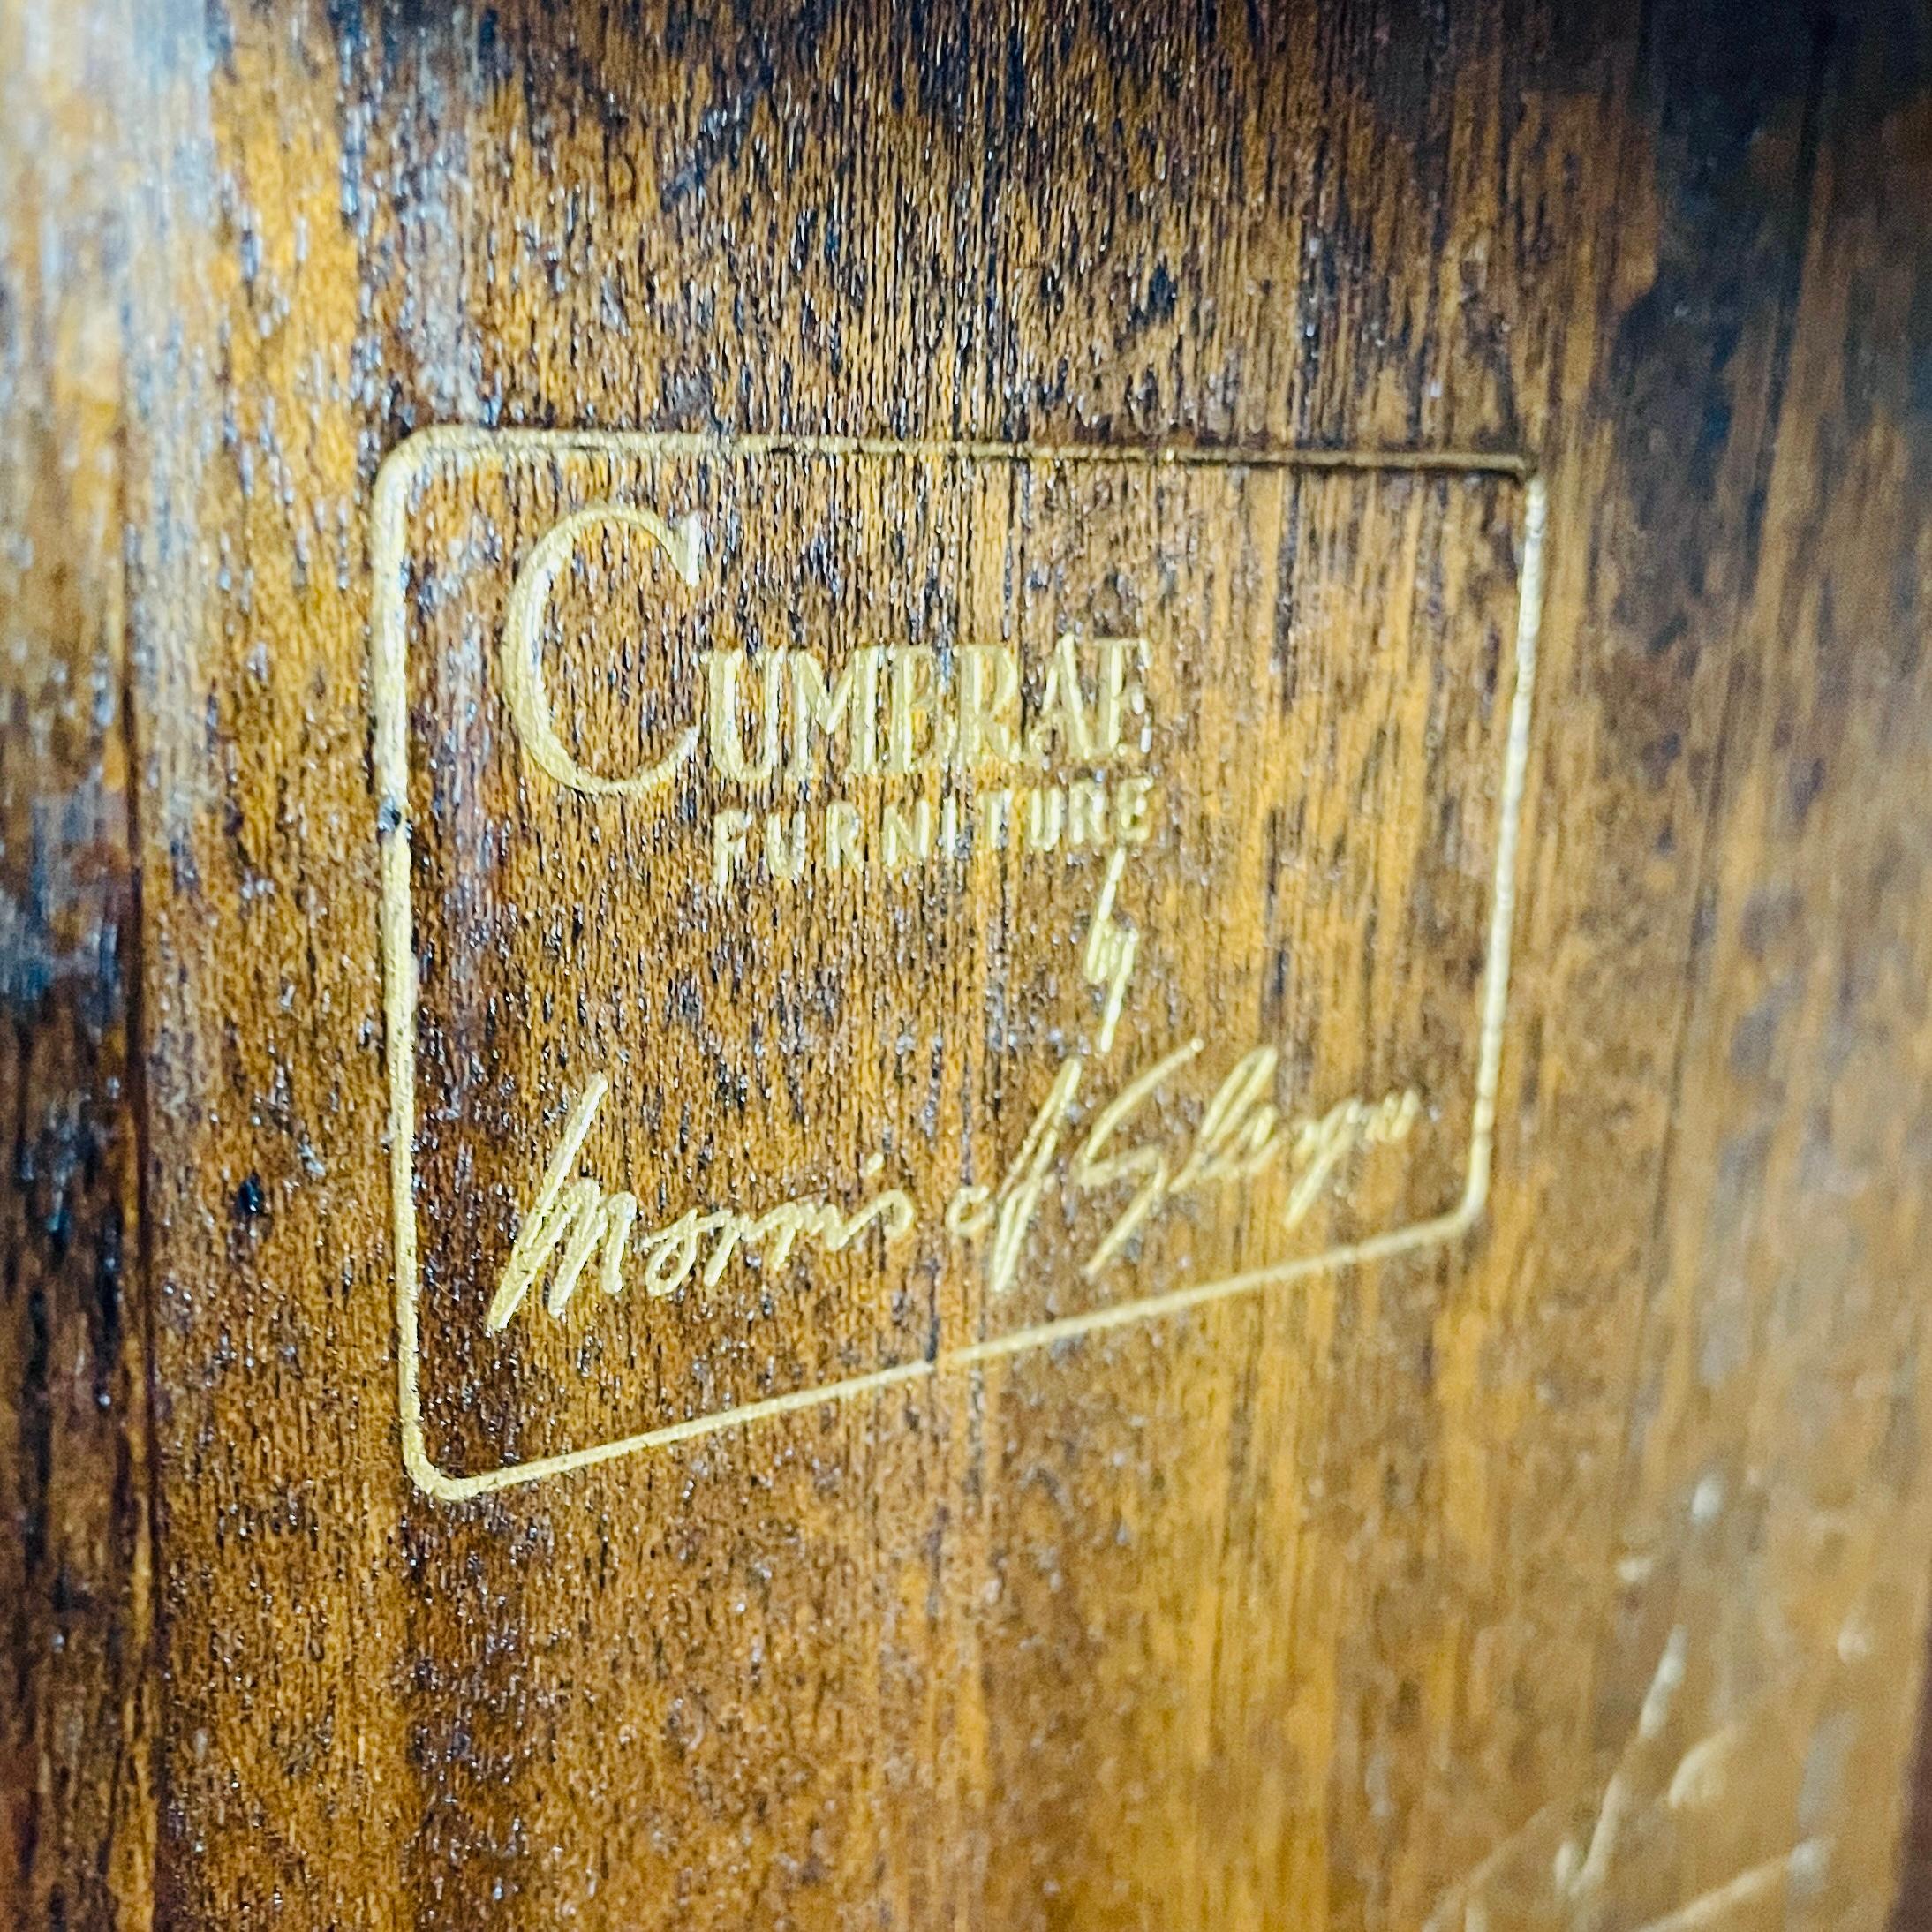 CUMBRAE
FURNITURE
by
Morris of Glasgow